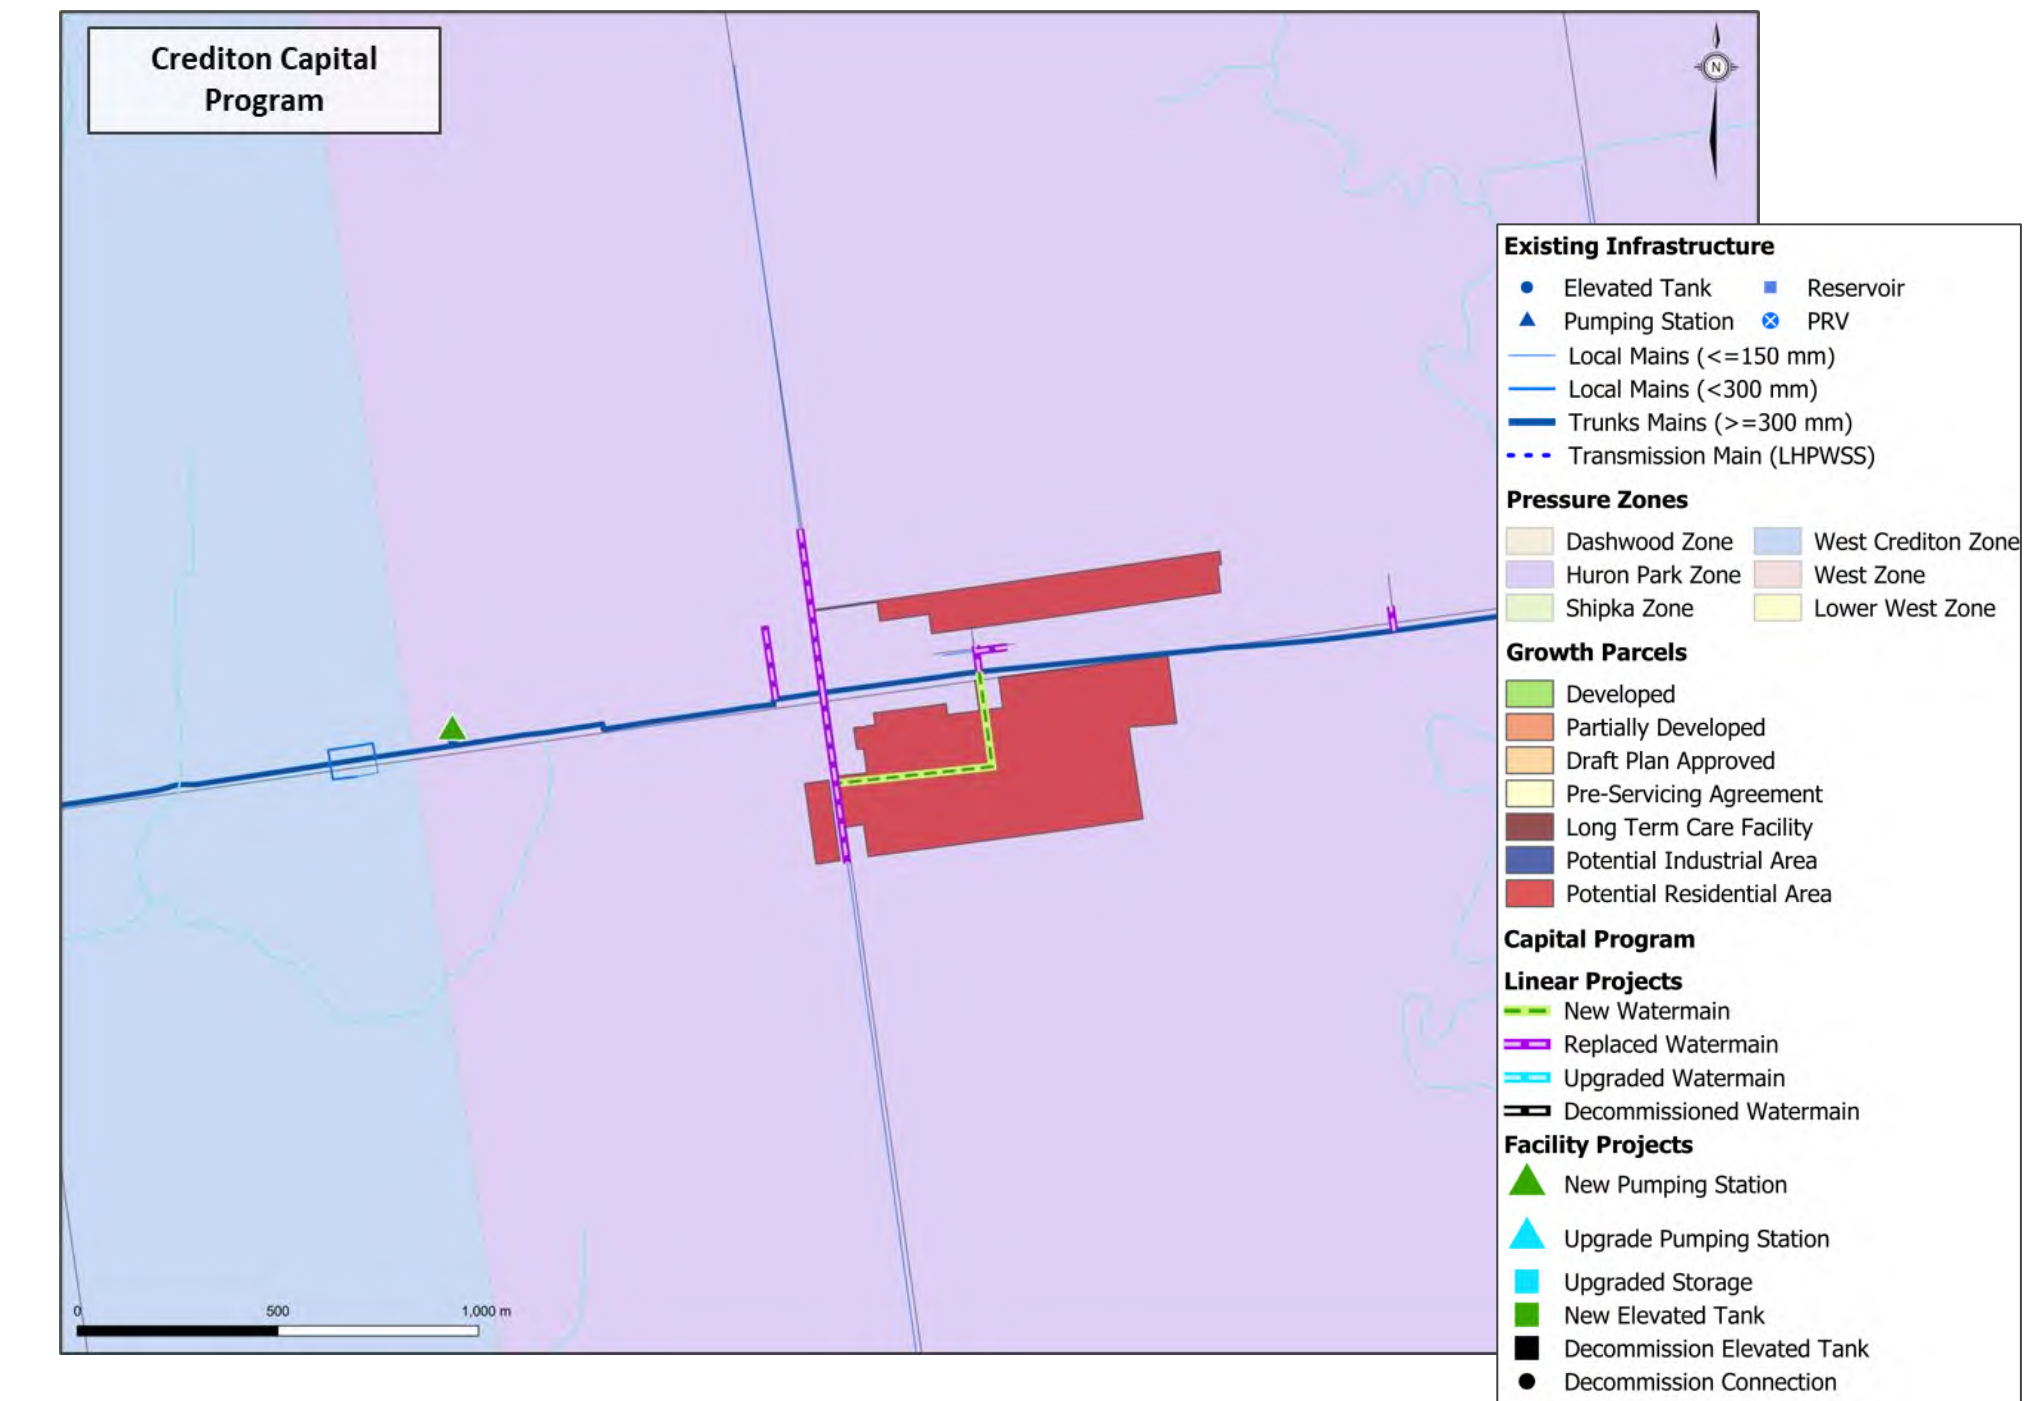 Crediton Capital
Program
N
Existing Infrastructure
Elevated Tank Reservoir
Pumping Station PRV
Local Mains (<=150 mm)
Local Mains (<300 mm)
Trunks Mains (>=300 mm)
Transmission Main (LHPWSS)
Pressure Zones
Dashwood Zone West Crediton Zone
Huron Park Zone West Zone
Shipka Zone Lower West Zone
Growth Parcels
Developed
Partially Developed
Draft Plan Approved
Pre-Servicing Agreement
Long Term Care Facility
Potential Industrial Area
Potential Residential Area
Capital Program
Linear Projects
New Watermain
Replaced Watermain
Upgraded Watermain
Decommissioned Watermain
Facility Projects
New Pumping Station
Upgrade Pumping Station
Upgraded Storage
New Elevated Tank
Decommission Elevated Tank
Decommission Connection
0 500 1,000 m